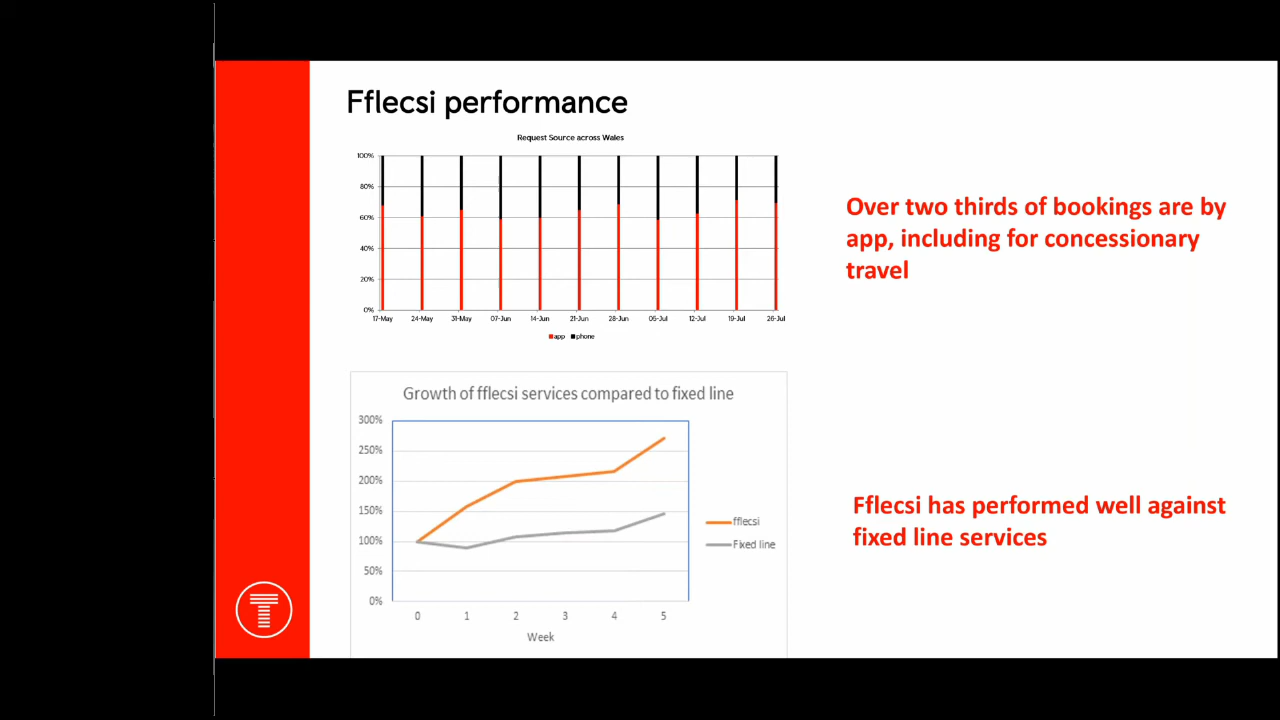 Fflecsi performance
Request Source across Wales
100%
80%
60%
40%
20%
0%
17-May 24-May 31-May 07-Jun 14-Jun 21-Jun 28-Jun 05-Jul 12-Jul 19-Jul 26-Jul
app phone
Over two thirds of bookings are by
app, including for concessionary
travel
Growth of fflecsi services compared to fixed line
300%
250%
200%
150%
100%
50%
0%
0 1 2 3 4 5
Week
fflecsi
Fixed line
Fflecsi has performed well against
fixed line services
T